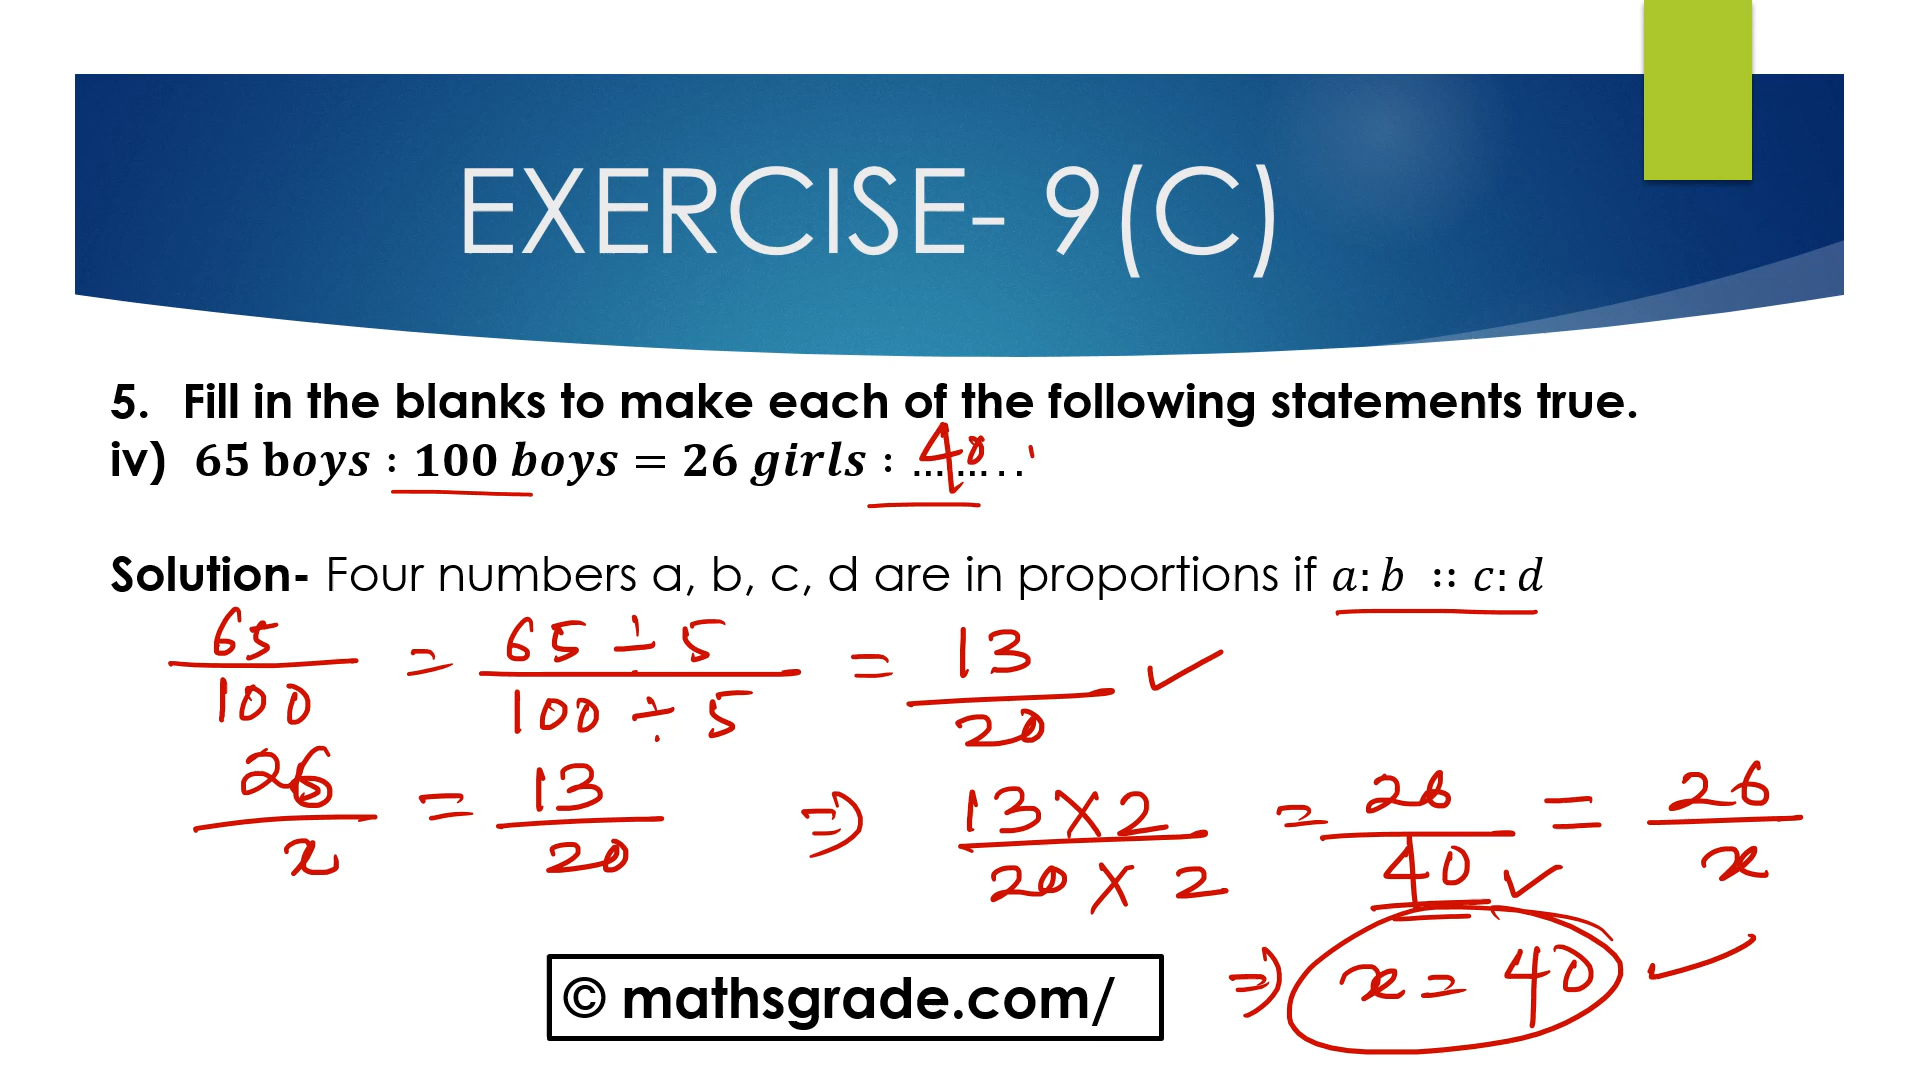 EXERCISE- 9(C)
5. Fill in the blanks to make each of the following statements true.
iv) 65 boys : 100 boys = 26 girls : ........ 40
Solution- Four numbers a, b, c, d are in proportions if a: b :: c: d
65/100 = 65 ÷ 5/100 ÷ 5 = 13/20 ✓
26/x = 13/20 ⇒ 13 × 2/20 × 2 = 26/40 ✓ = 26/x
⇒ x = 40 ✓
© mathsgrade.com/